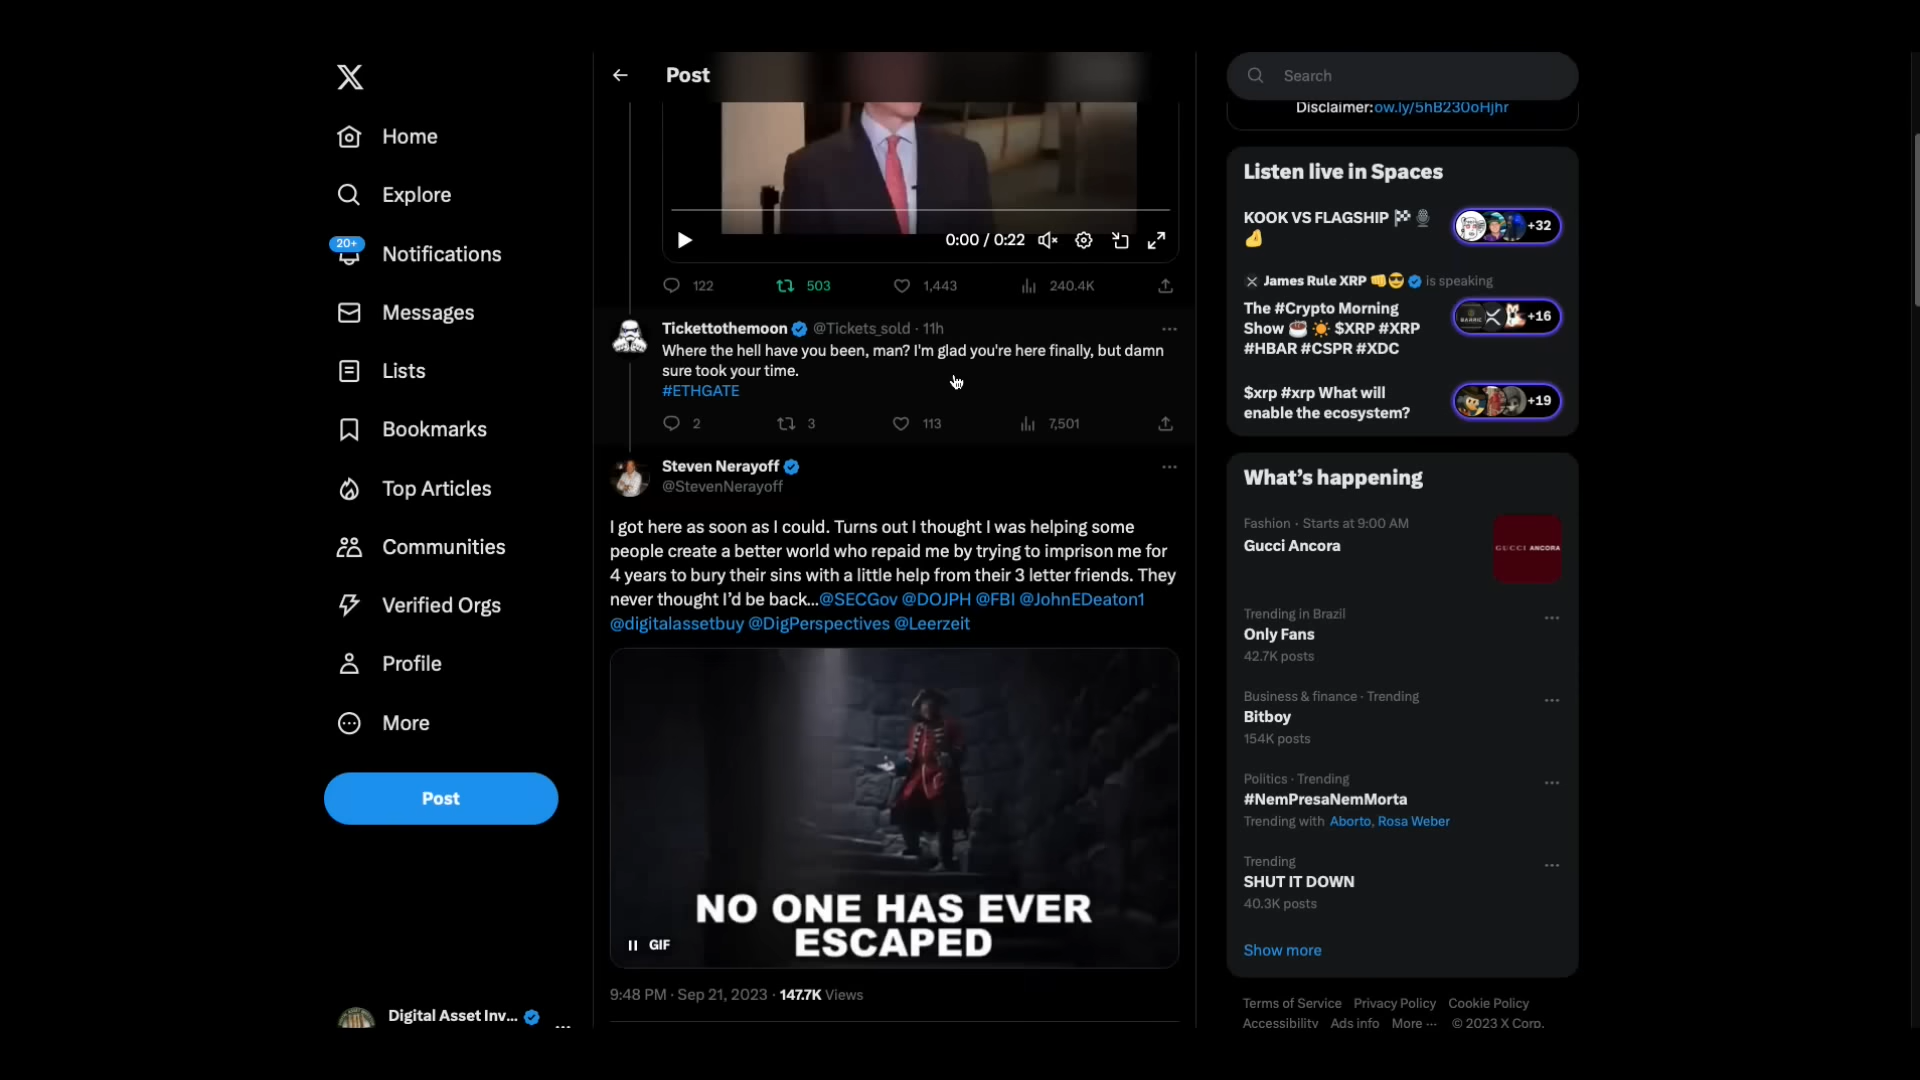 Home
Explore
20+
Notifications
Messages
Lists
Bookmarks
Top Articles
Communities
Verified Orgs
Profile
More
Post
Digital Asset Inv...
Post
0:00 / 0:22
122 503 1,443 240.4K
Tickettothemoon @Tickets_sold · 11h
Where the hell have you been, man? I'm glad you're here finally, but damn
sure took your time.
#ETHGATE
2 3 113 7,501
Steven Nerayoff
@StevenNerayoff
I got here as soon as I could. Turns out I thought I was helping some
people create a better world who repaid me by trying to imprison me for
4 years to bury their sins with a little help from their 3 letter friends. They
never thought I'd be back...@SECGov @DOJPH @FBI @JohnEDeaton1
@digitalassetbuy @DigPerspectives @Leerzeit
NO ONE HAS EVER
ESCAPED
GIF
9:48 PM · Sep 21, 2023 · 147.7K Views
Search
Disclaimer:ow.ly/5hB230oHjhr
Listen live in Spaces
KOOK VS FLAGSHIP 🏁 🎙️
🤌
+32
James Rule XRP 👊😎 is speaking
The #Crypto Morning
Show ☕ ☀️ $XRP #XRP
#HBAR #CSPR #XDC
+16
$xrp #xrp What will
enable the ecosystem?
+19
What's happening
Fashion · Starts at 9:00 AM
Gucci Ancora
GUCCI ANCORA
Trending in Brazil
Only Fans
42.7K posts
Business & finance · Trending
Bitboy
154K posts
Politics · Trending
#NemPresaNemMorta
Trending with Aborto, Rosa Weber
Trending
SHUT IT DOWN
40.3K posts
Show more
Terms of Service Privacy Policy Cookie Policy
Accessibility Ads info More ··· © 2023 X Corp.